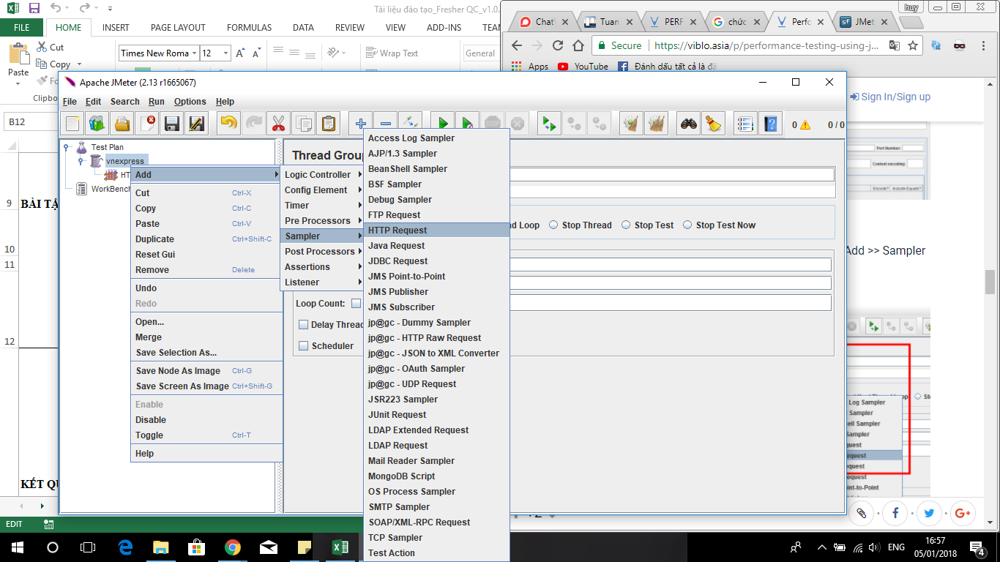 Tài liệu đào tạo_Fresher QC_v1.0.
FILE HOME INSERT PAGE LAYOUT FORMULAS DATA REVIEW VIEW ADD-INS TEAM
Cut
Copy
Paste
Clipbo
Times New Roma 12
Wrap Text
General
B12
9 BÀI TẬ
10
11
12
KẾT QU
EDIT
huy
Chat
Tuan
PERF
chức
Perfo
JMet
Secure https://viblo.asia/p/performance-testing-using-j...
Apps YouTube Đánh dấu tất cả là đã
Sign In/Sign up
Port Number:
Content encoding:
Encode? Include Equals?
Add >> Sampler
Log Sampler
Sampler
ell Sampler
Sampler
quest
equest
equest
equest
int-to-Point
Apache JMeter (2.13 r1665067)
File Edit Search Run Options Help
0 0 / 0
Test Plan
vnexpress
HT
WorkBench
Add
Cut Ctrl-X
Copy Ctrl-C
Paste Ctrl-V
Duplicate Ctrl+Shift-C
Reset Gui
Remove Delete
Undo
Redo
Open...
Merge
Save Selection As...
Save Node As Image Ctrl-G
Save Screen As Image Ctrl+Shift-G
Enable
Disable
Toggle Ctrl-T
Help
Logic Controller
Config Element
Timer
Pre Processors
Sampler
Post Processors
Assertions
Listener
Access Log Sampler
AJP/1.3 Sampler
BeanShell Sampler
BSF Sampler
Debug Sampler
FTP Request
HTTP Request
Java Request
JDBC Request
JMS Point-to-Point
JMS Publisher
JMS Subscriber
jp@gc - Dummy Sampler
jp@gc - HTTP Raw Request
jp@gc - JSON to XML Converter
jp@gc - OAuth Sampler
jp@gc - UDP Request
JSR223 Sampler
JUnit Request
LDAP Extended Request
LDAP Request
Mail Reader Sampler
MongoDB Script
OS Process Sampler
SMTP Sampler
SOAP/XML-RPC Request
TCP Sampler
Test Action
Thread Group
ad Loop Stop Thread Stop Test Stop Test Now
Loop Count:
Delay Thread
Scheduler
ENG
16:57
05/01/2018
4